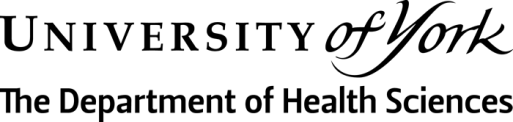 UNIVERSITY of York
The Department of Health Sciences